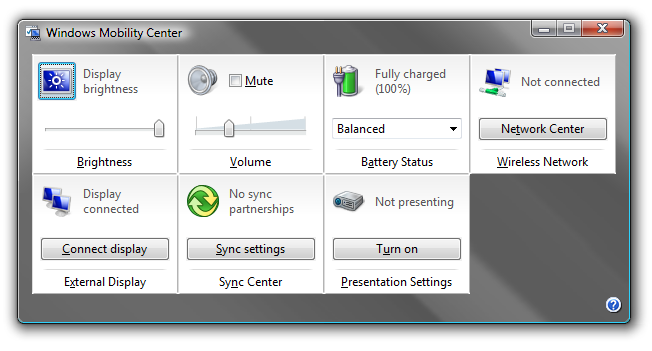 Windows Mobility Center
Display
brightness
Mute
Fully charged
(100%)
Not connected
Balanced
Network Center
Brightness
Volume
Battery Status
Wireless Network
Display
connected
No sync
partnerships
Not presenting
Connect display
Sync settings
Turn on
External Display
Sync Center
Presentation Settings
?